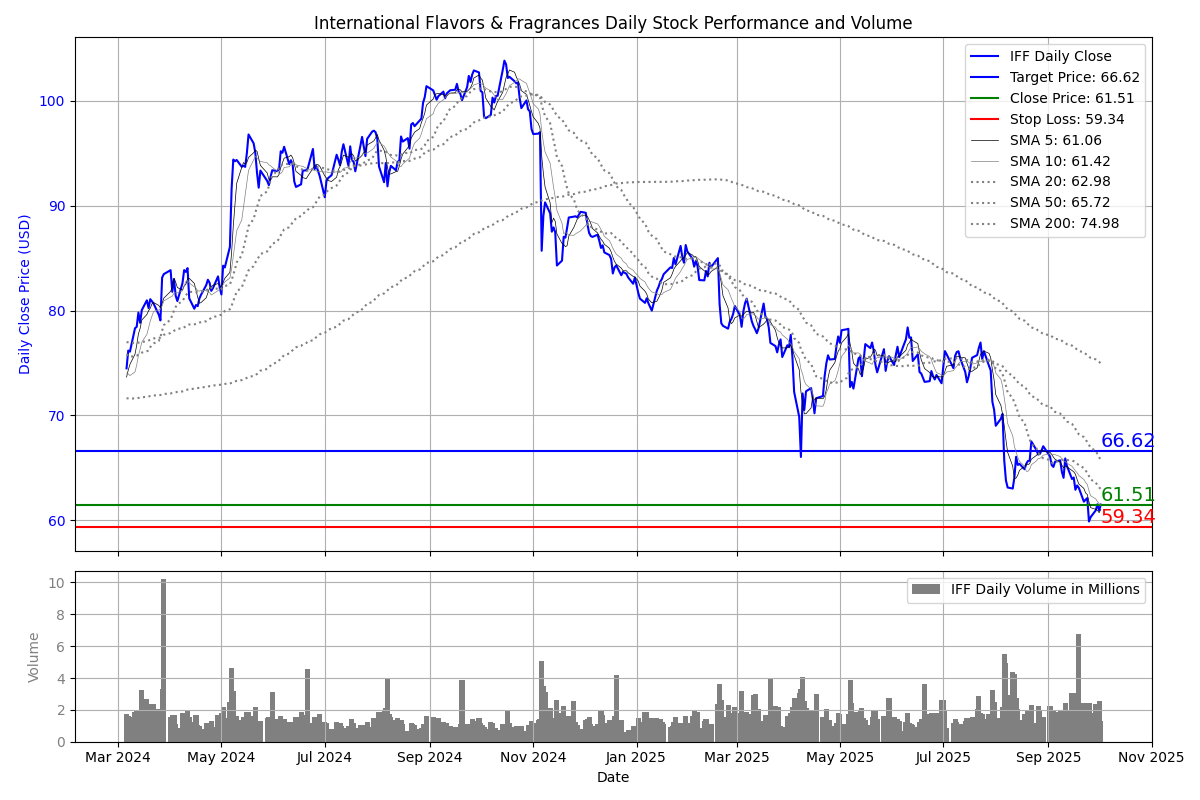 International Flavors & Fragrances Daily Stock Performance and Volume
IFF Daily Close
Target Price: 66.62
Close Price: 61.51
Stop Loss: 59.34
SMA 5: 61.06
SMA 10: 61.42
SMA 20: 62.98
SMA 50: 65.72
SMA 200: 74.98
Daily Close Price (USD)
100
90
80
70
60
66.62
61.51
59.34
IFF Daily Volume in Millions
Volume
10
8
6
4
2
0
Mar 2024 May 2024 Jul 2024 Sep 2024 Nov 2024 Jan 2025 Mar 2025 May 2025 Jul 2025 Sep 2025 Nov 2025
Date